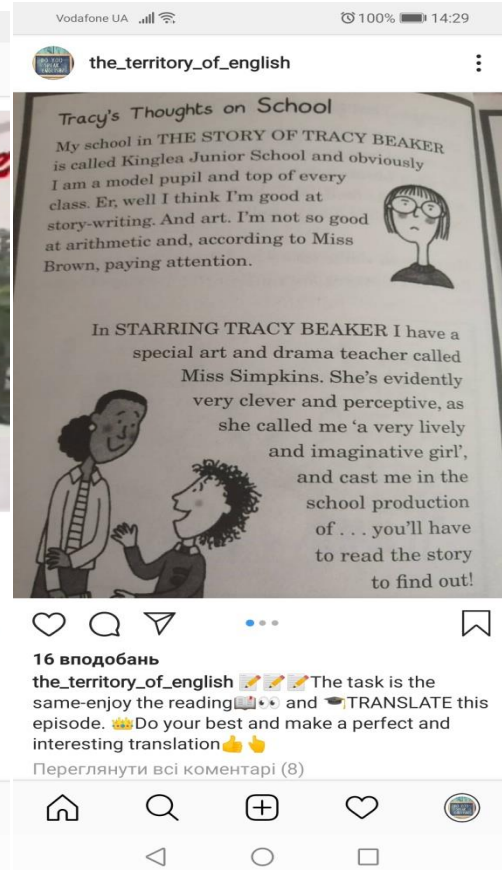 Vodafone UA 100% 14:29
the_territory_of_english
Tracy's Thoughts on School
My school in THE STORY OF TRACY BEAKER
is called Kinglea Junior School and obviously
I am a model pupil and top of every
class. Er, well I think I'm good at
story-writing. And art. I'm not so good
at arithmetic and, according to Miss
Brown, paying attention.
In STARRING TRACY BEAKER I have a
special art and drama teacher called
Miss Simpkins. She's evidently
very clever and perceptive, as
she called me 'a very lively
and imaginative girl',
and cast me in the
school production
of . . . you'll have
to read the story
to find out!
16 вподобань
the_territory_of_english 📝📝📝The task is the
same-enjoy the reading📖👀 and 🎓TRANSLATE this
episode. 👑Do your best and make a perfect and
interesting translation👍👆
Переглянути всі коментарі (8)